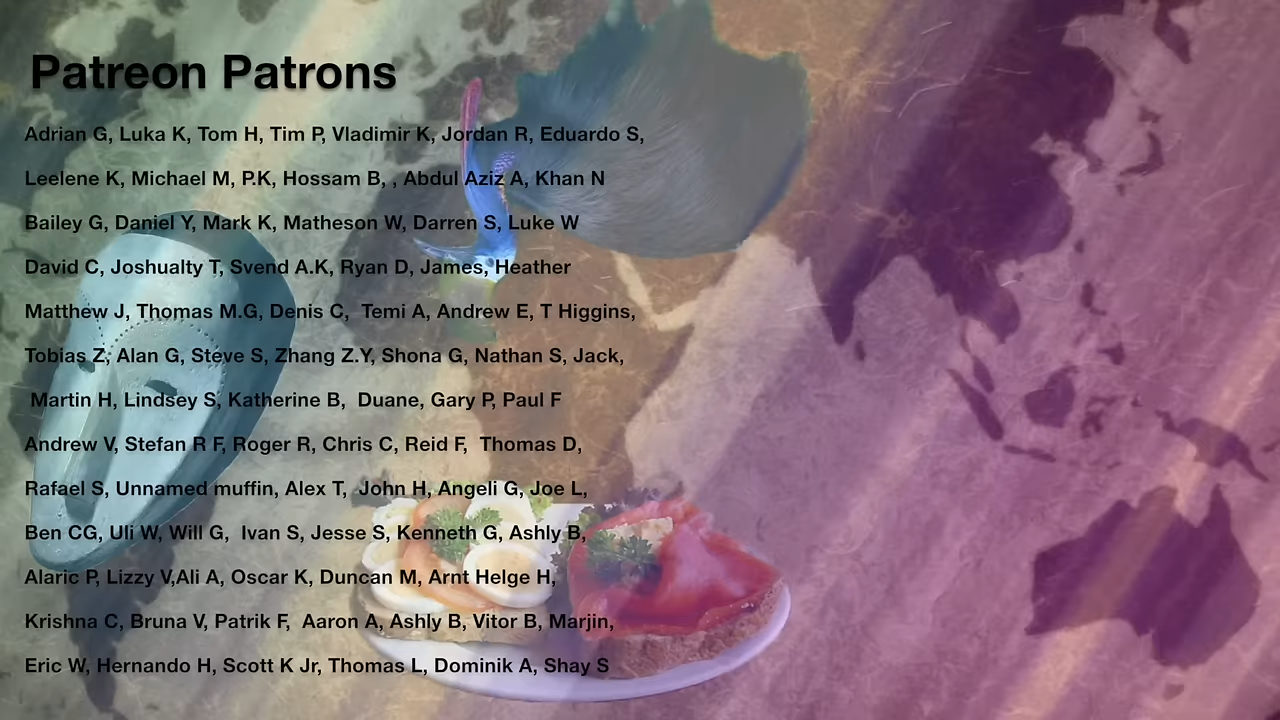 Patreon Patrons
Adrian G, Luka K, Tom H, Tim P, Vladimir K, Jordan R, Eduardo S,
Leelene K, Michael M, P.K, Hossam B, , Abdul Aziz A, Khan N
Bailey G, Daniel Y, Mark K, Matheson W, Darren S, Luke W
David C, Joshualty T, Svend A.K, Ryan D, James, Heather
Matthew J, Thomas M.G, Denis C,  Temi A, Andrew E, T Higgins,
Tobias Z, Alan G, Steve S, Zhang Z.Y, Shona G, Nathan S, Jack,
Martin H, Lindsey S, Katherine B,  Duane, Gary P, Paul F
Andrew V, Stefan R F, Roger R, Chris C, Reid F,  Thomas D,
Rafael S, Unnamed muffin, Alex T,  John H, Angeli G, Joe L,
Ben CG, Uli W, Will G,  Ivan S, Jesse S, Kenneth G, Ashly B,
Alaric P, Lizzy V,Ali A, Oscar K, Duncan M, Arnt Helge H,
Krishna C, Bruna V, Patrik F,  Aaron A, Ashly B, Vitor B, Marjin,
Eric W, Hernando H, Scott K Jr, Thomas L, Dominik A, Shay S